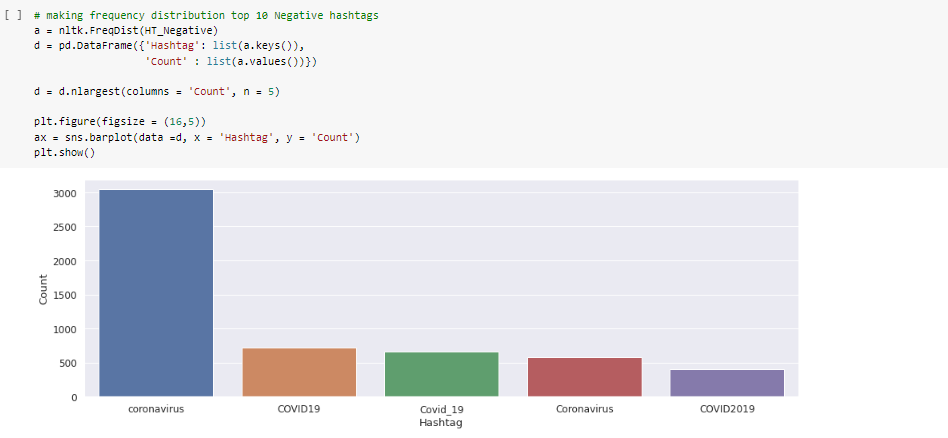 [ ] # making frequency distribution top 10 Negative hashtags
a = nltk.FreqDist(HT_Negative)
d = pd.DataFrame({'Hashtag': list(a.keys()),
'Count' : list(a.values())})
d = d.nlargest(columns = 'Count', n = 5)
plt.figure(figsize = (16,5))
ax = sns.barplot(data =d, x = 'Hashtag', y = 'Count')
plt.show()
3000
2500
2000
1500
1000
500
0
Count
coronavirus COVID19 Covid_19 Coronavirus COVID2019
Hashtag